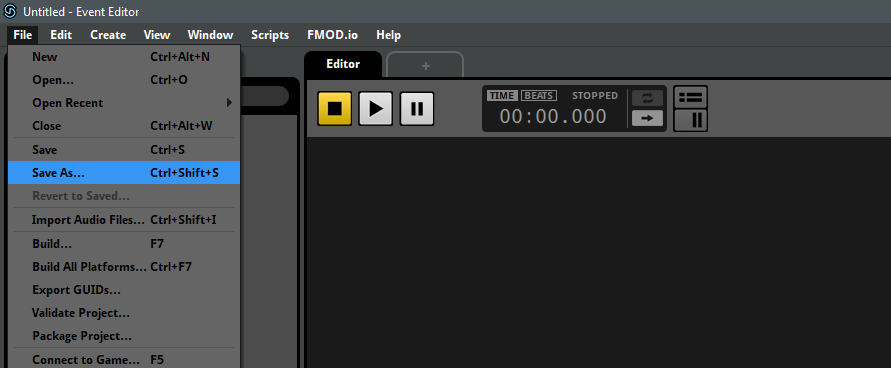 Untitled - Event Editor
File Edit Create View Window Scripts FMOD.io Help
New Ctrl+Alt+N
Open... Ctrl+O
Open Recent
Close Ctrl+Alt+W
Save Ctrl+S
Save As... Ctrl+Shift+S
Revert to Saved...
Import Audio Files... Ctrl+Shift+I
Build... F7
Build All Platforms... Ctrl+F7
Export GUIDs...
Validate Project...
Package Project...
Connect to Game... F5
Editor +
TIME BEATS STOPPED
00:00.000